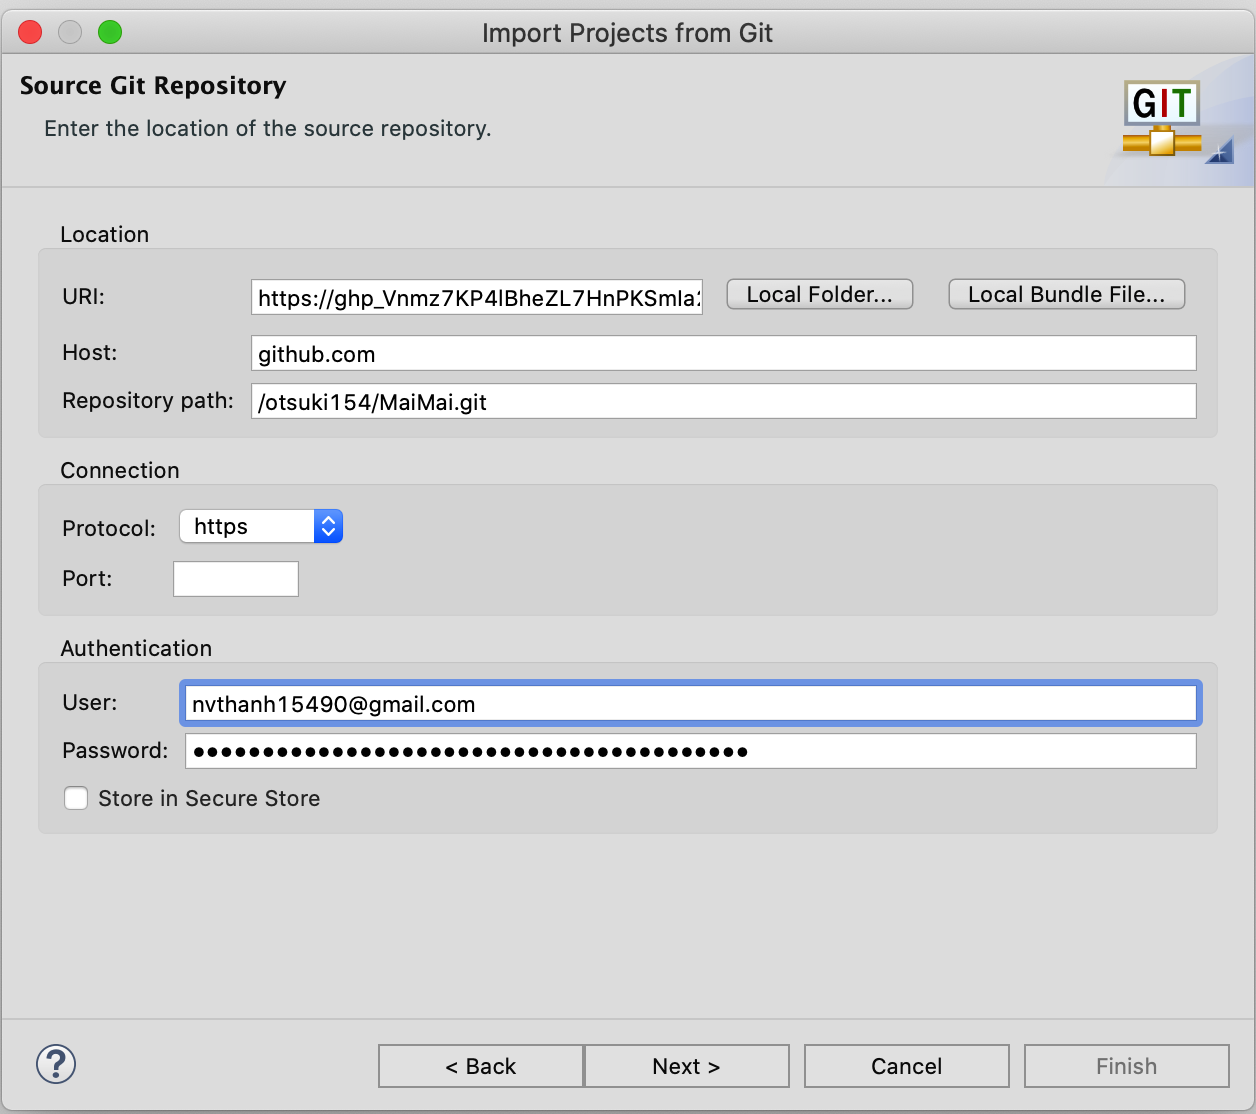 Import Projects from Git
Source Git Repository
Enter the location of the source repository.
GIT
Location
URI:
https://ghp_Vnmz7KP4lBheZL7HnPKSmla2
Local Folder...
Local Bundle File...
Host:
github.com
Repository path:
/otsuki154/MaiMai.git
Connection
Protocol:
https
Port:
Authentication
User:
nvthanh15490@gmail.com
Password:
••••••••••••••••••••••••••••••••••••••••
Store in Secure Store
?
< Back
Next >
Cancel
Finish